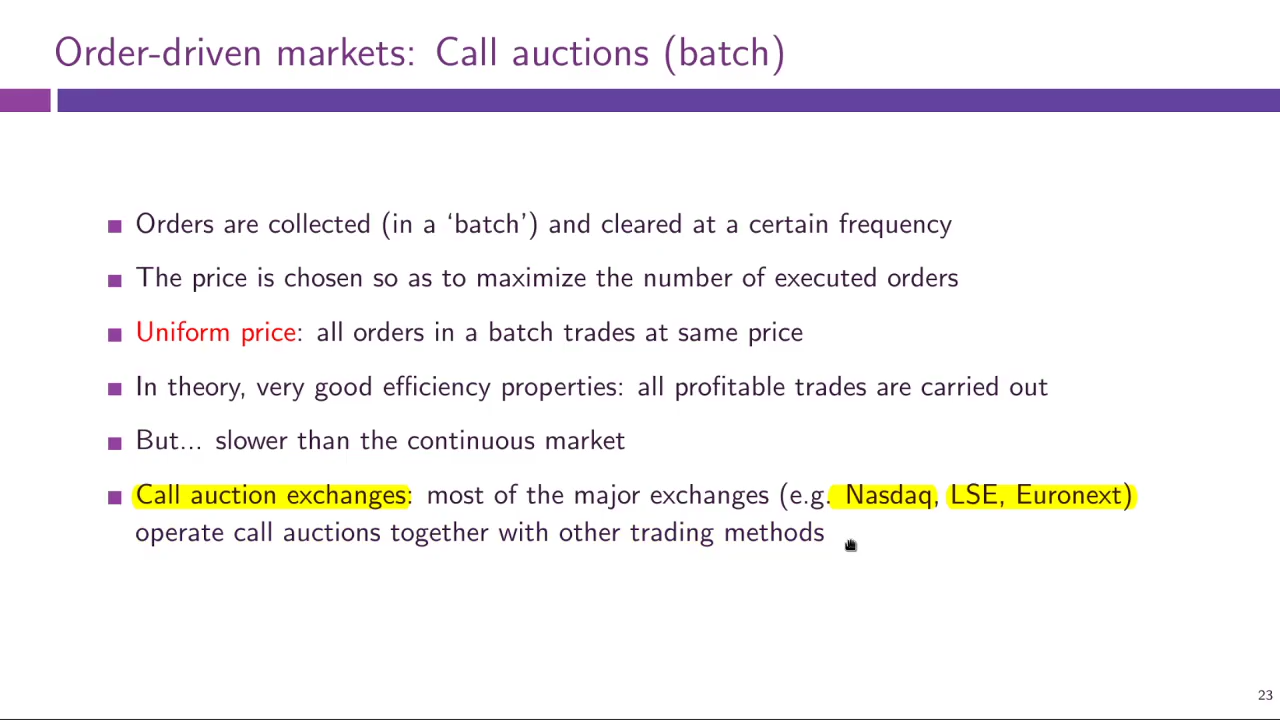 Order-driven markets: Call auctions (batch)
Orders are collected (in a ‘batch’) and cleared at a certain frequency
The price is chosen so as to maximize the number of executed orders
Uniform price: all orders in a batch trades at same price
In theory, very good efficiency properties: all profitable trades are carried out
But... slower than the continuous market
Call auction exchanges: most of the major exchanges (e.g. Nasdaq, LSE, Euronext)
operate call auctions together with other trading methods
23